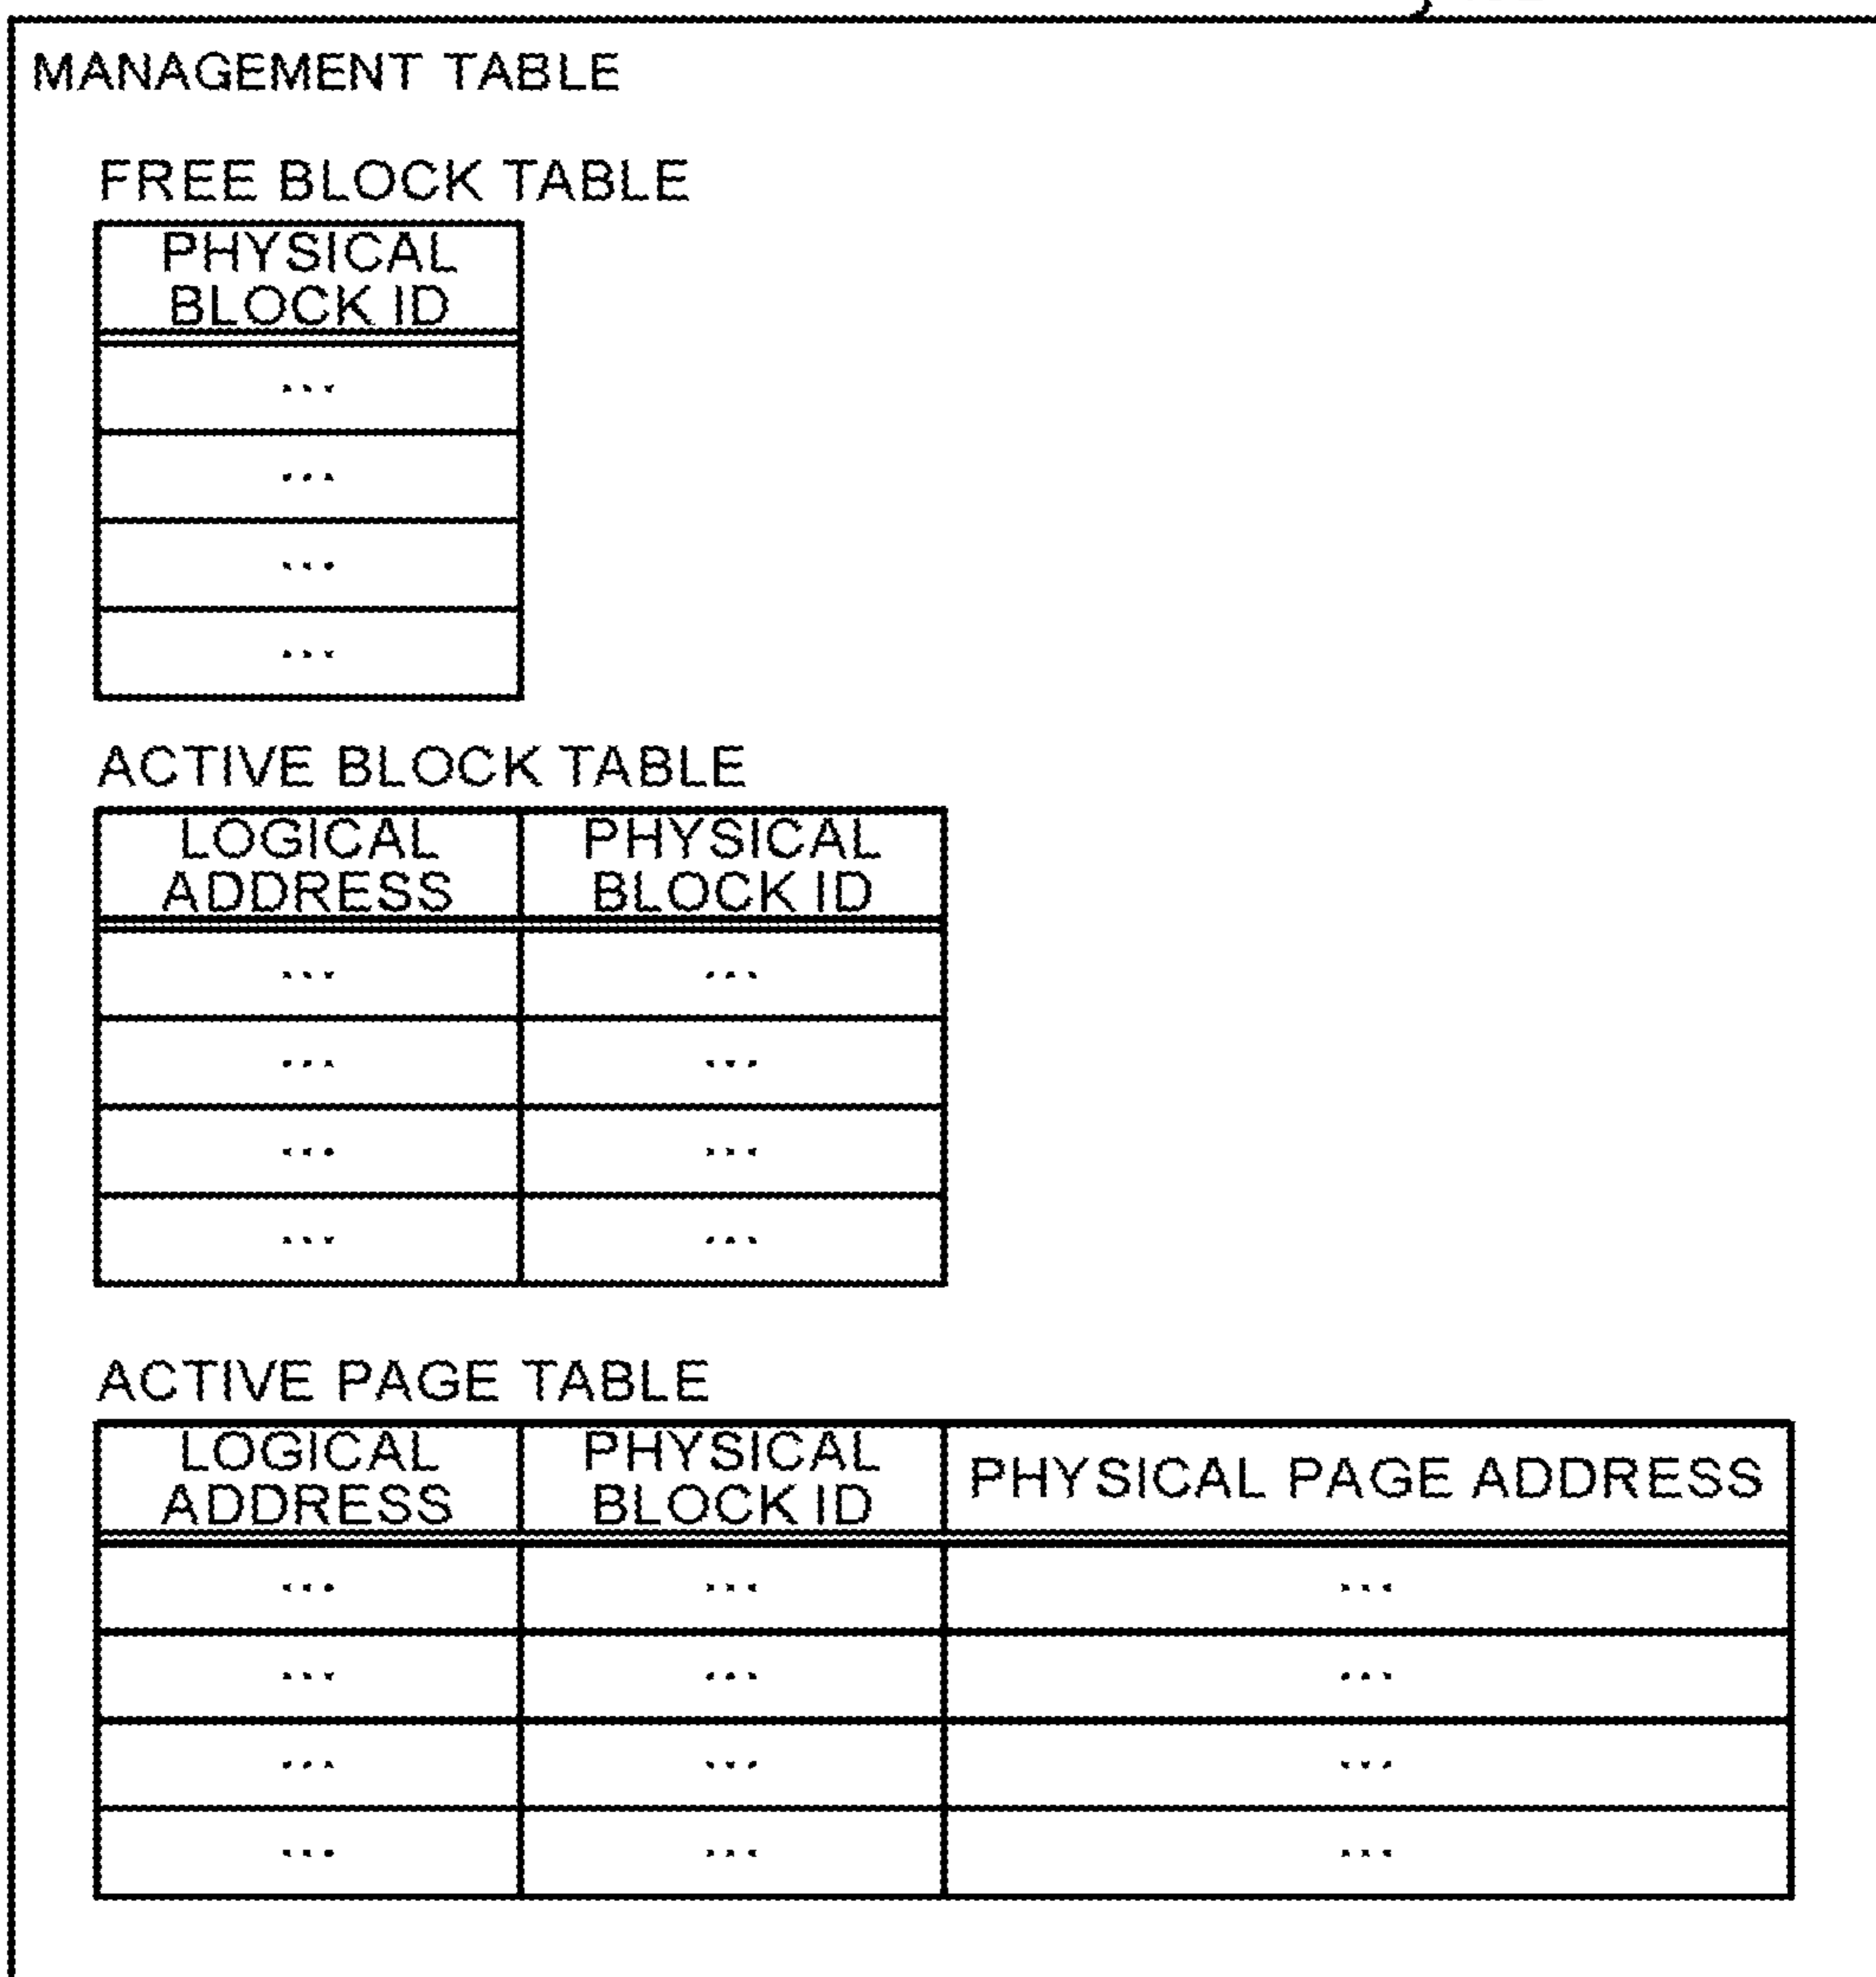 MANAGEMENT TABLE
FREE BLOCK TABLE
PHYSICAL
BLOCK ID
...
...
...
...
ACTIVE BLOCK TABLE
LOGICAL PHYSICAL
ADDRESS BLOCK ID
... ...
... ...
... ...
... ...
ACTIVE PAGE TABLE
LOGICAL PHYSICAL
PHYSICAL PAGE ADDRESS
ADDRESS BLOCK ID
... ... ...
... ... ...
... ... ...
... ... ...